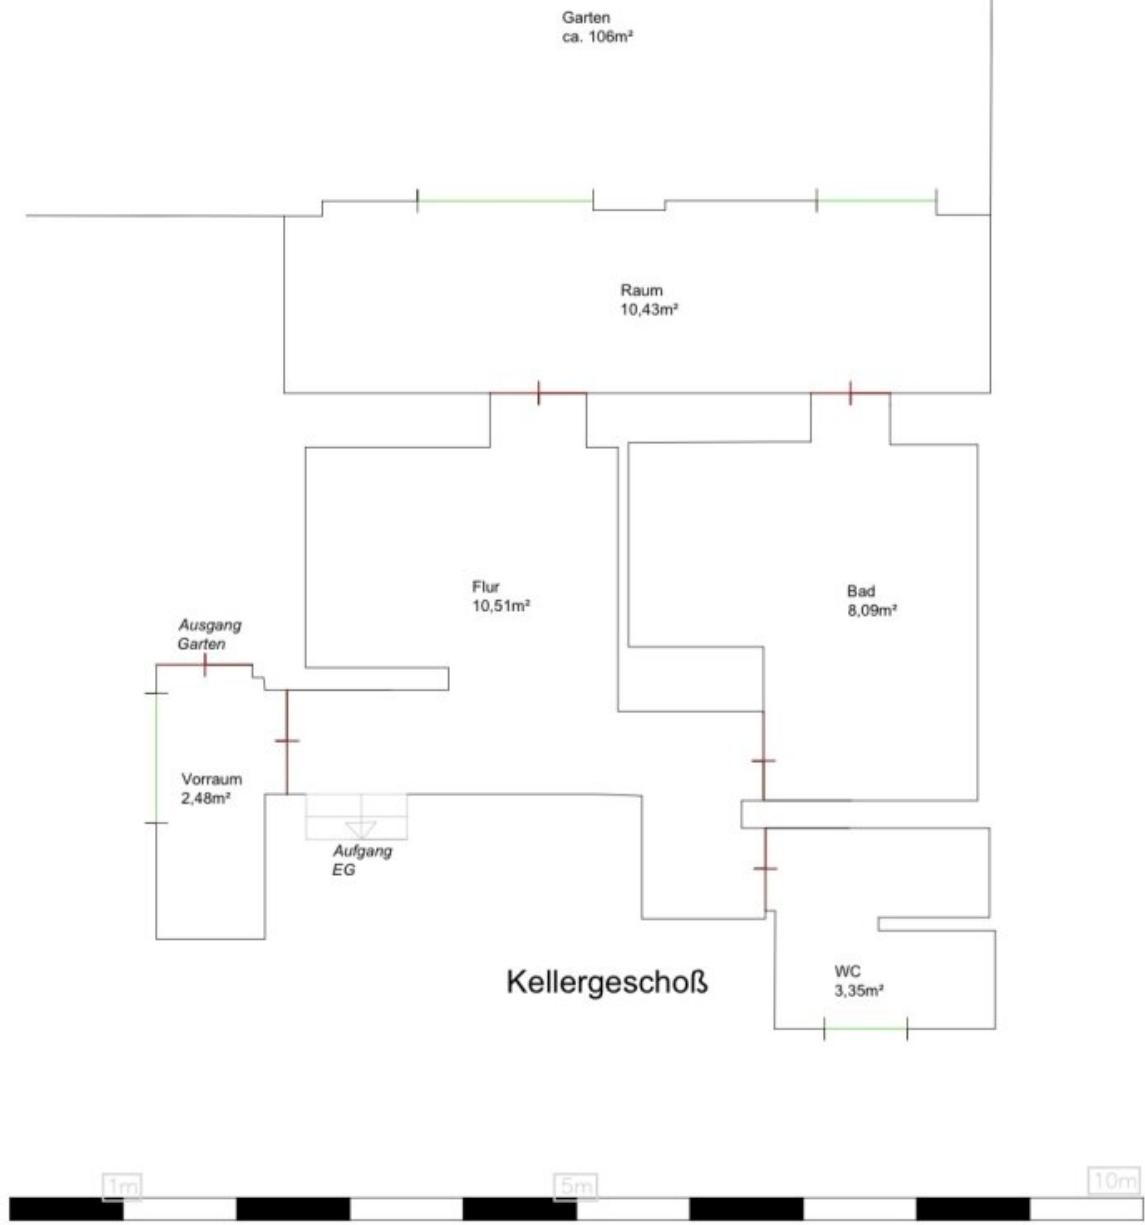 Garten
ca. 106m²
Raum
10,43m²
Flur
10,51m²
Bad
8,09m²
Ausgang
Garten
Vorraum
2,48m²
Aufgang
EG
WC
3,35m²
Kellergeschoß
1m
5m
10m